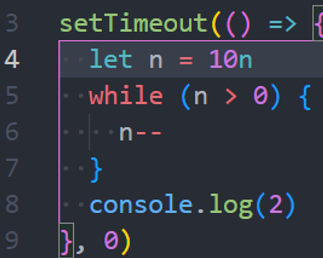 3 setTimeout(() => {
4   let n = 10n
5   while (n > 0) {
6     n--
7   }
8   console.log(2)
9 }, 0)